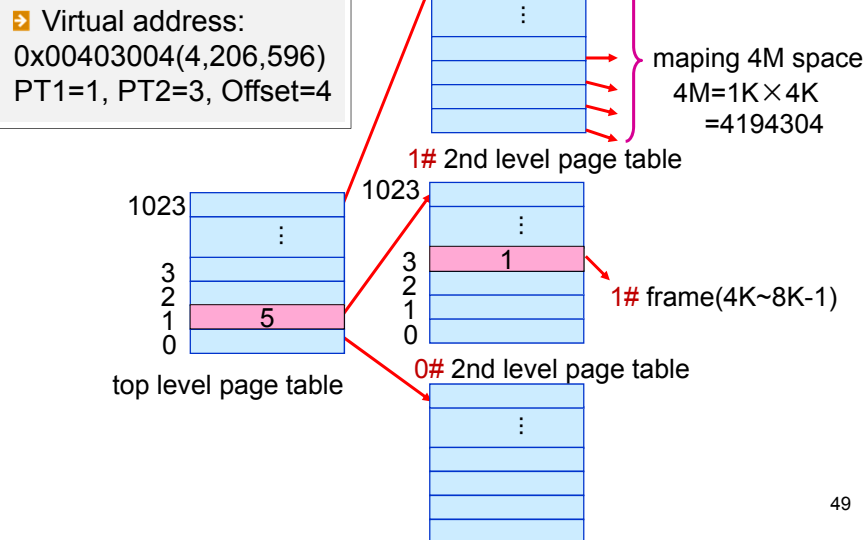 Virtual address:
0x00403004(4,206,596)
PT1=1, PT2=3, Offset=4
⋮
maping 4M space
4M=1K×4K
=4194304
1# 2nd level page table
1023
⋮
3
2
1 5
0
top level page table
1023
⋮
3 1
2
1
0
1# frame(4K~8K-1)
0# 2nd level page table
⋮
49